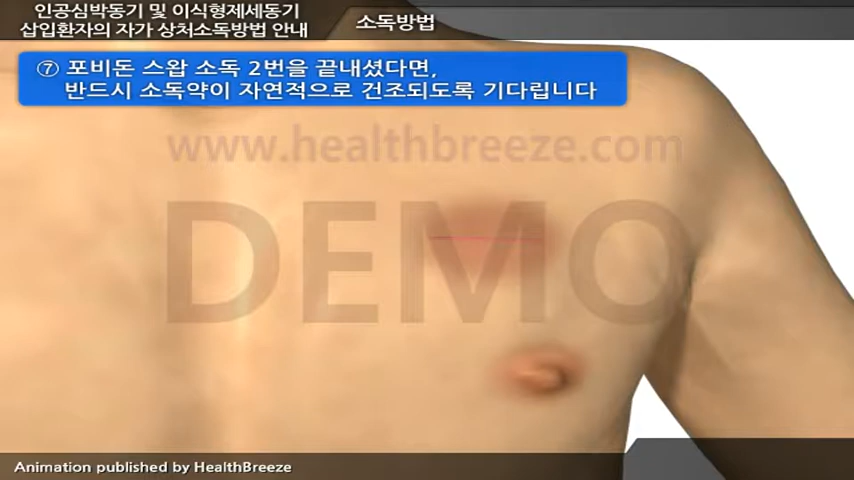 인공심박동기 및 이식형제세동기
삽입환자의 자가 상처소독방법 안내
소독방법
⑦ 포비돈 스왑 소독 2번을 끝내셨다면,
반드시 소독약이 자연적으로 건조되도록 기다립니다
www.healthbreeze.com
DEMO
Animation published by HealthBreeze